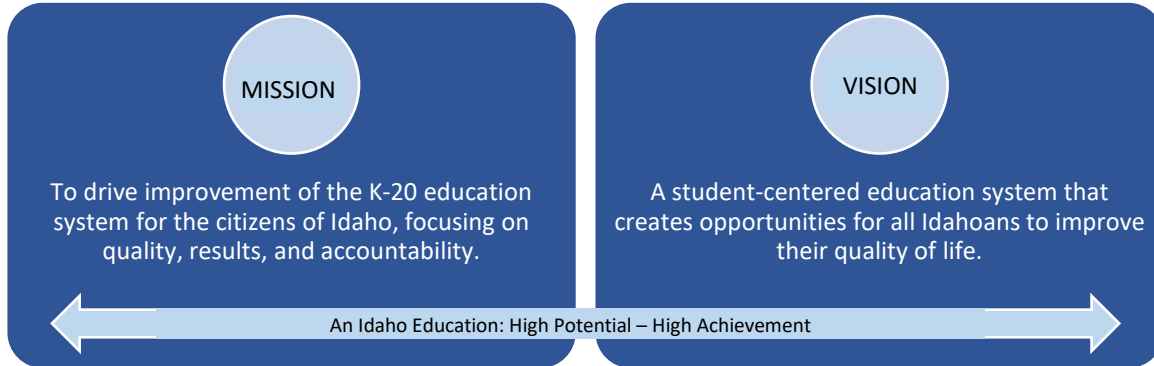 MISSION
To drive improvement of the K-20 education
system for the citizens of Idaho, focusing on
quality, results, and accountability.
VISION
A student-centered education system that
creates opportunities for all Idahoans to improve
their quality of life.
An Idaho Education: High Potential – High Achievement